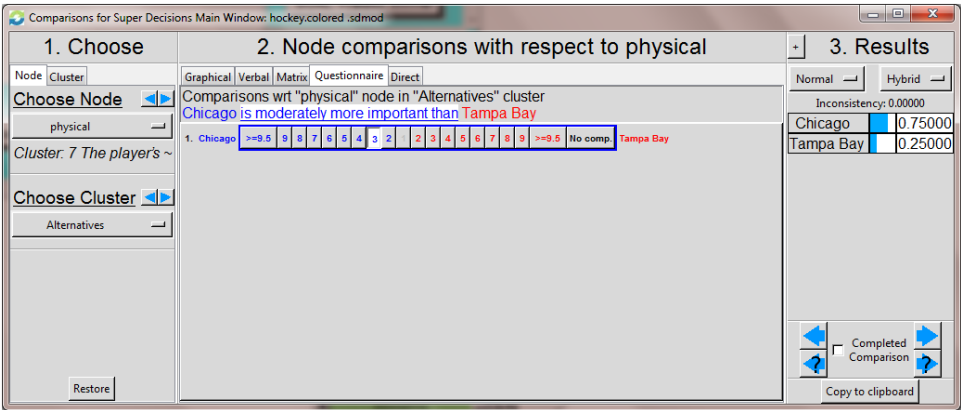 Comparisons for Super Decisions Main Window: hockey.colored .sdmod
1. Choose
Node Cluster
Choose Node
physical
Cluster: 7 The player's ~
Choose Cluster
Alternatives
Restore
2. Node comparisons with respect to physical
Graphical Verbal Matrix Questionnaire Direct
Comparisons wrt "physical" node in "Alternatives" cluster
Chicago is moderately more important than Tampa Bay
1. Chicago >=9.5 9 8 7 6 5 4 3 2 1 2 3 4 5 6 7 8 9 >=9.5 No comp. Tampa Bay
+ 3. Results
Normal Hybrid
Inconsistency: 0.00000
Chicago 0.75000
Tampa Bay 0.25000
Completed
Comparison
? ?
Copy to clipboard